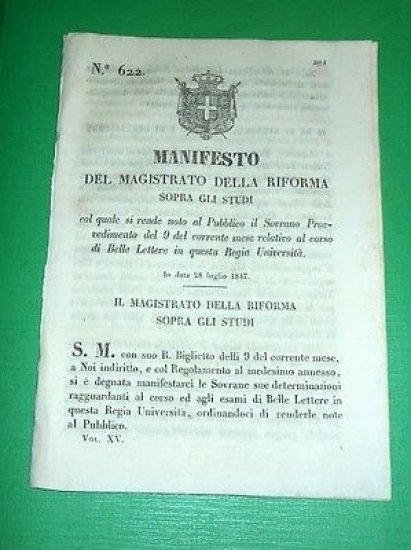 N.º 622.
MANIFESTO
DEL MAGISTRATO DELLA RIFORMA
SOPRA GLI STUDI
col quale si rende noto al Pubblico il Sovrano Prov-
vedimento del 9 del corrente mese relativo al corso
di Belle Lettere in questa Regia Università.
In data 28 luglio 1847.
IL MAGISTRATO DELLA RIFORMA
SOPRA GLI STUDI
S. M. con suo R. Biglietto delli 9 del corrente mese,
a Noi indiritto, e col Regolamento al medesimo annesso,
si è degnata manifestarci le Sovrane sue determinazioni
ragguardanti al corso ed agli esami di Belle Lettere in
questa Regia Università, ordinandoci di renderle note
al Pubblico.
VOL. XV.